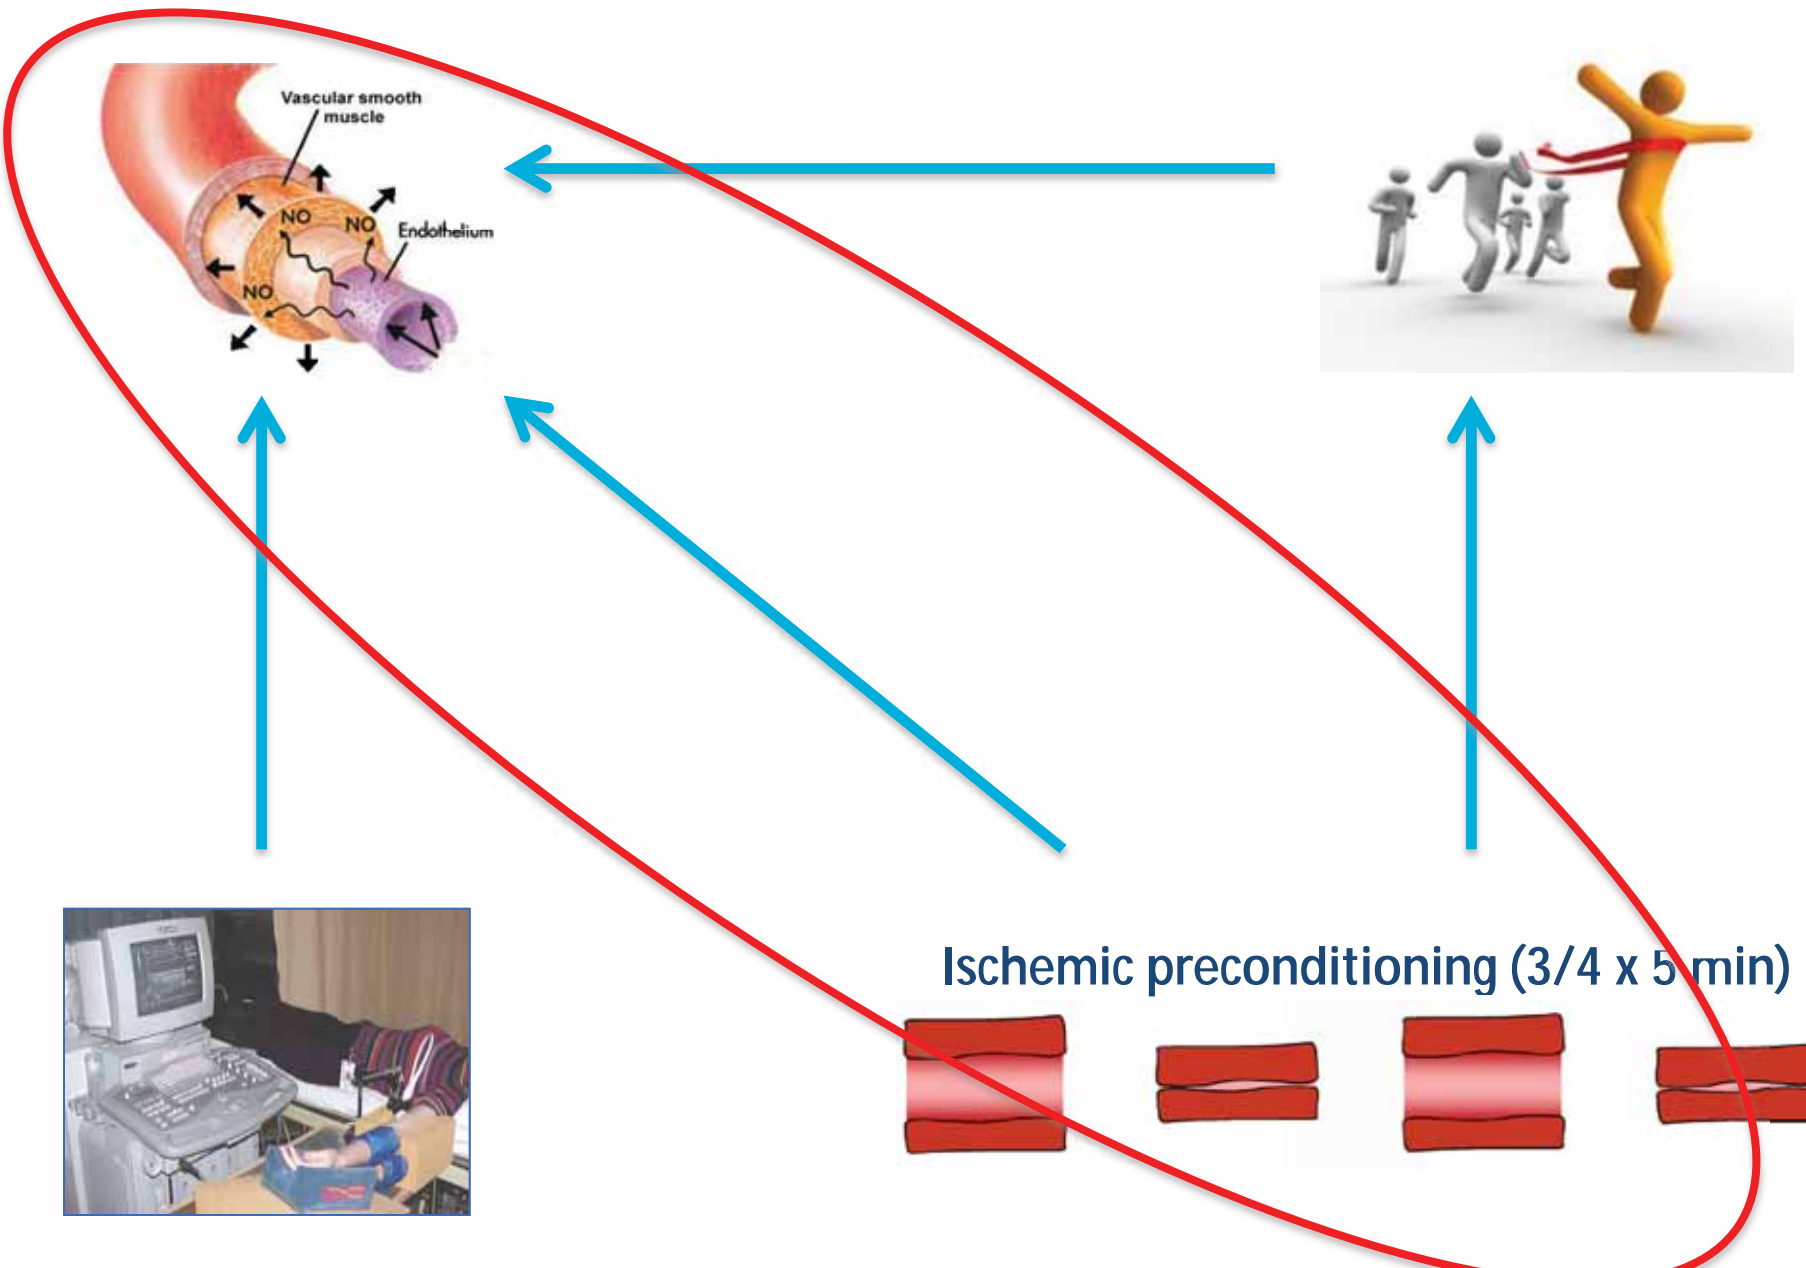 Vascular smooth
muscle
NO
NO
Endothelium
NO
Ischemic preconditioning (3/4 x 5 min)